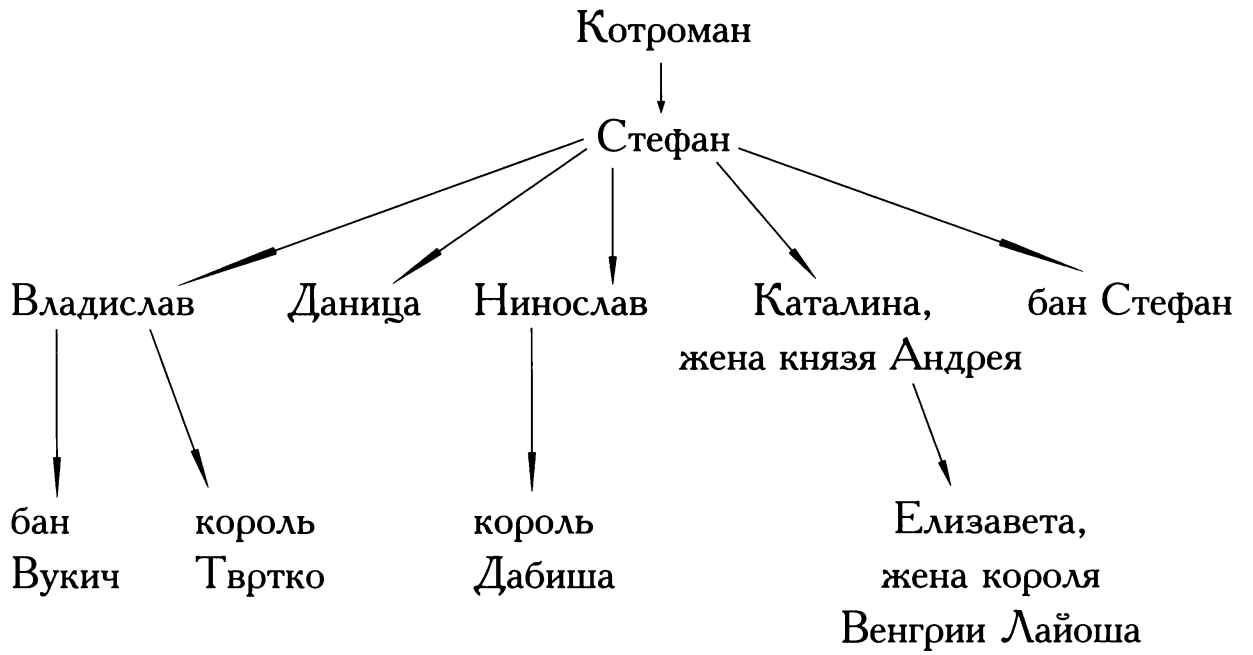 Котроман
Стефан
Владислав Даница Нинослав Каталина, бан Стефан
жена князя Андрея
бан король король Елизавета,
Вукич Твртко Дабиша жена короля
Венгрии Лайоша